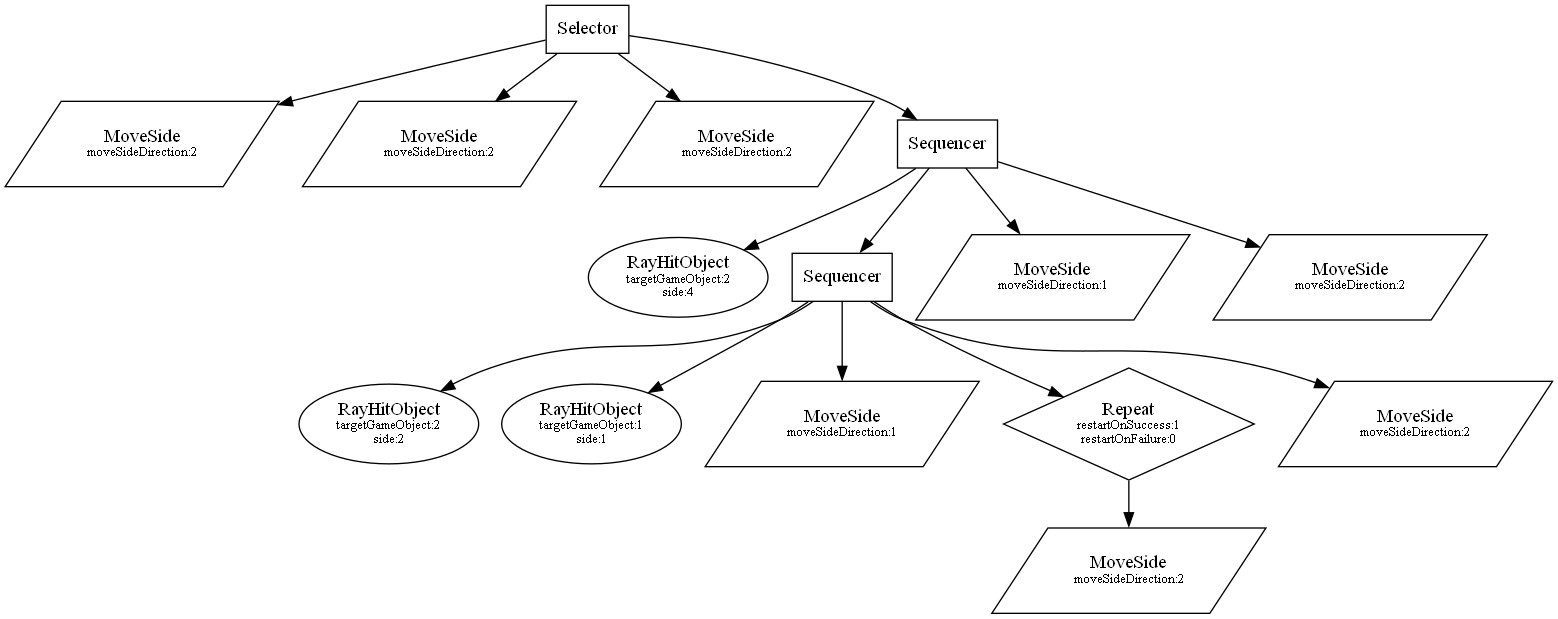 Selector
MoveSide
moveSideDirection:2
MoveSide
moveSideDirection:2
MoveSide
moveSideDirection:2
Sequencer
RayHitObject
targetGameObject:2
side:4
Sequencer
MoveSide
moveSideDirection:1
MoveSide
moveSideDirection:2
RayHitObject
targetGameObject:2
side:2
RayHitObject
targetGameObject:1
side:1
MoveSide
moveSideDirection:1
Repeat
restartOnSuccess:1
restartOnFailure:0
MoveSide
moveSideDirection:2
MoveSide
moveSideDirection:2